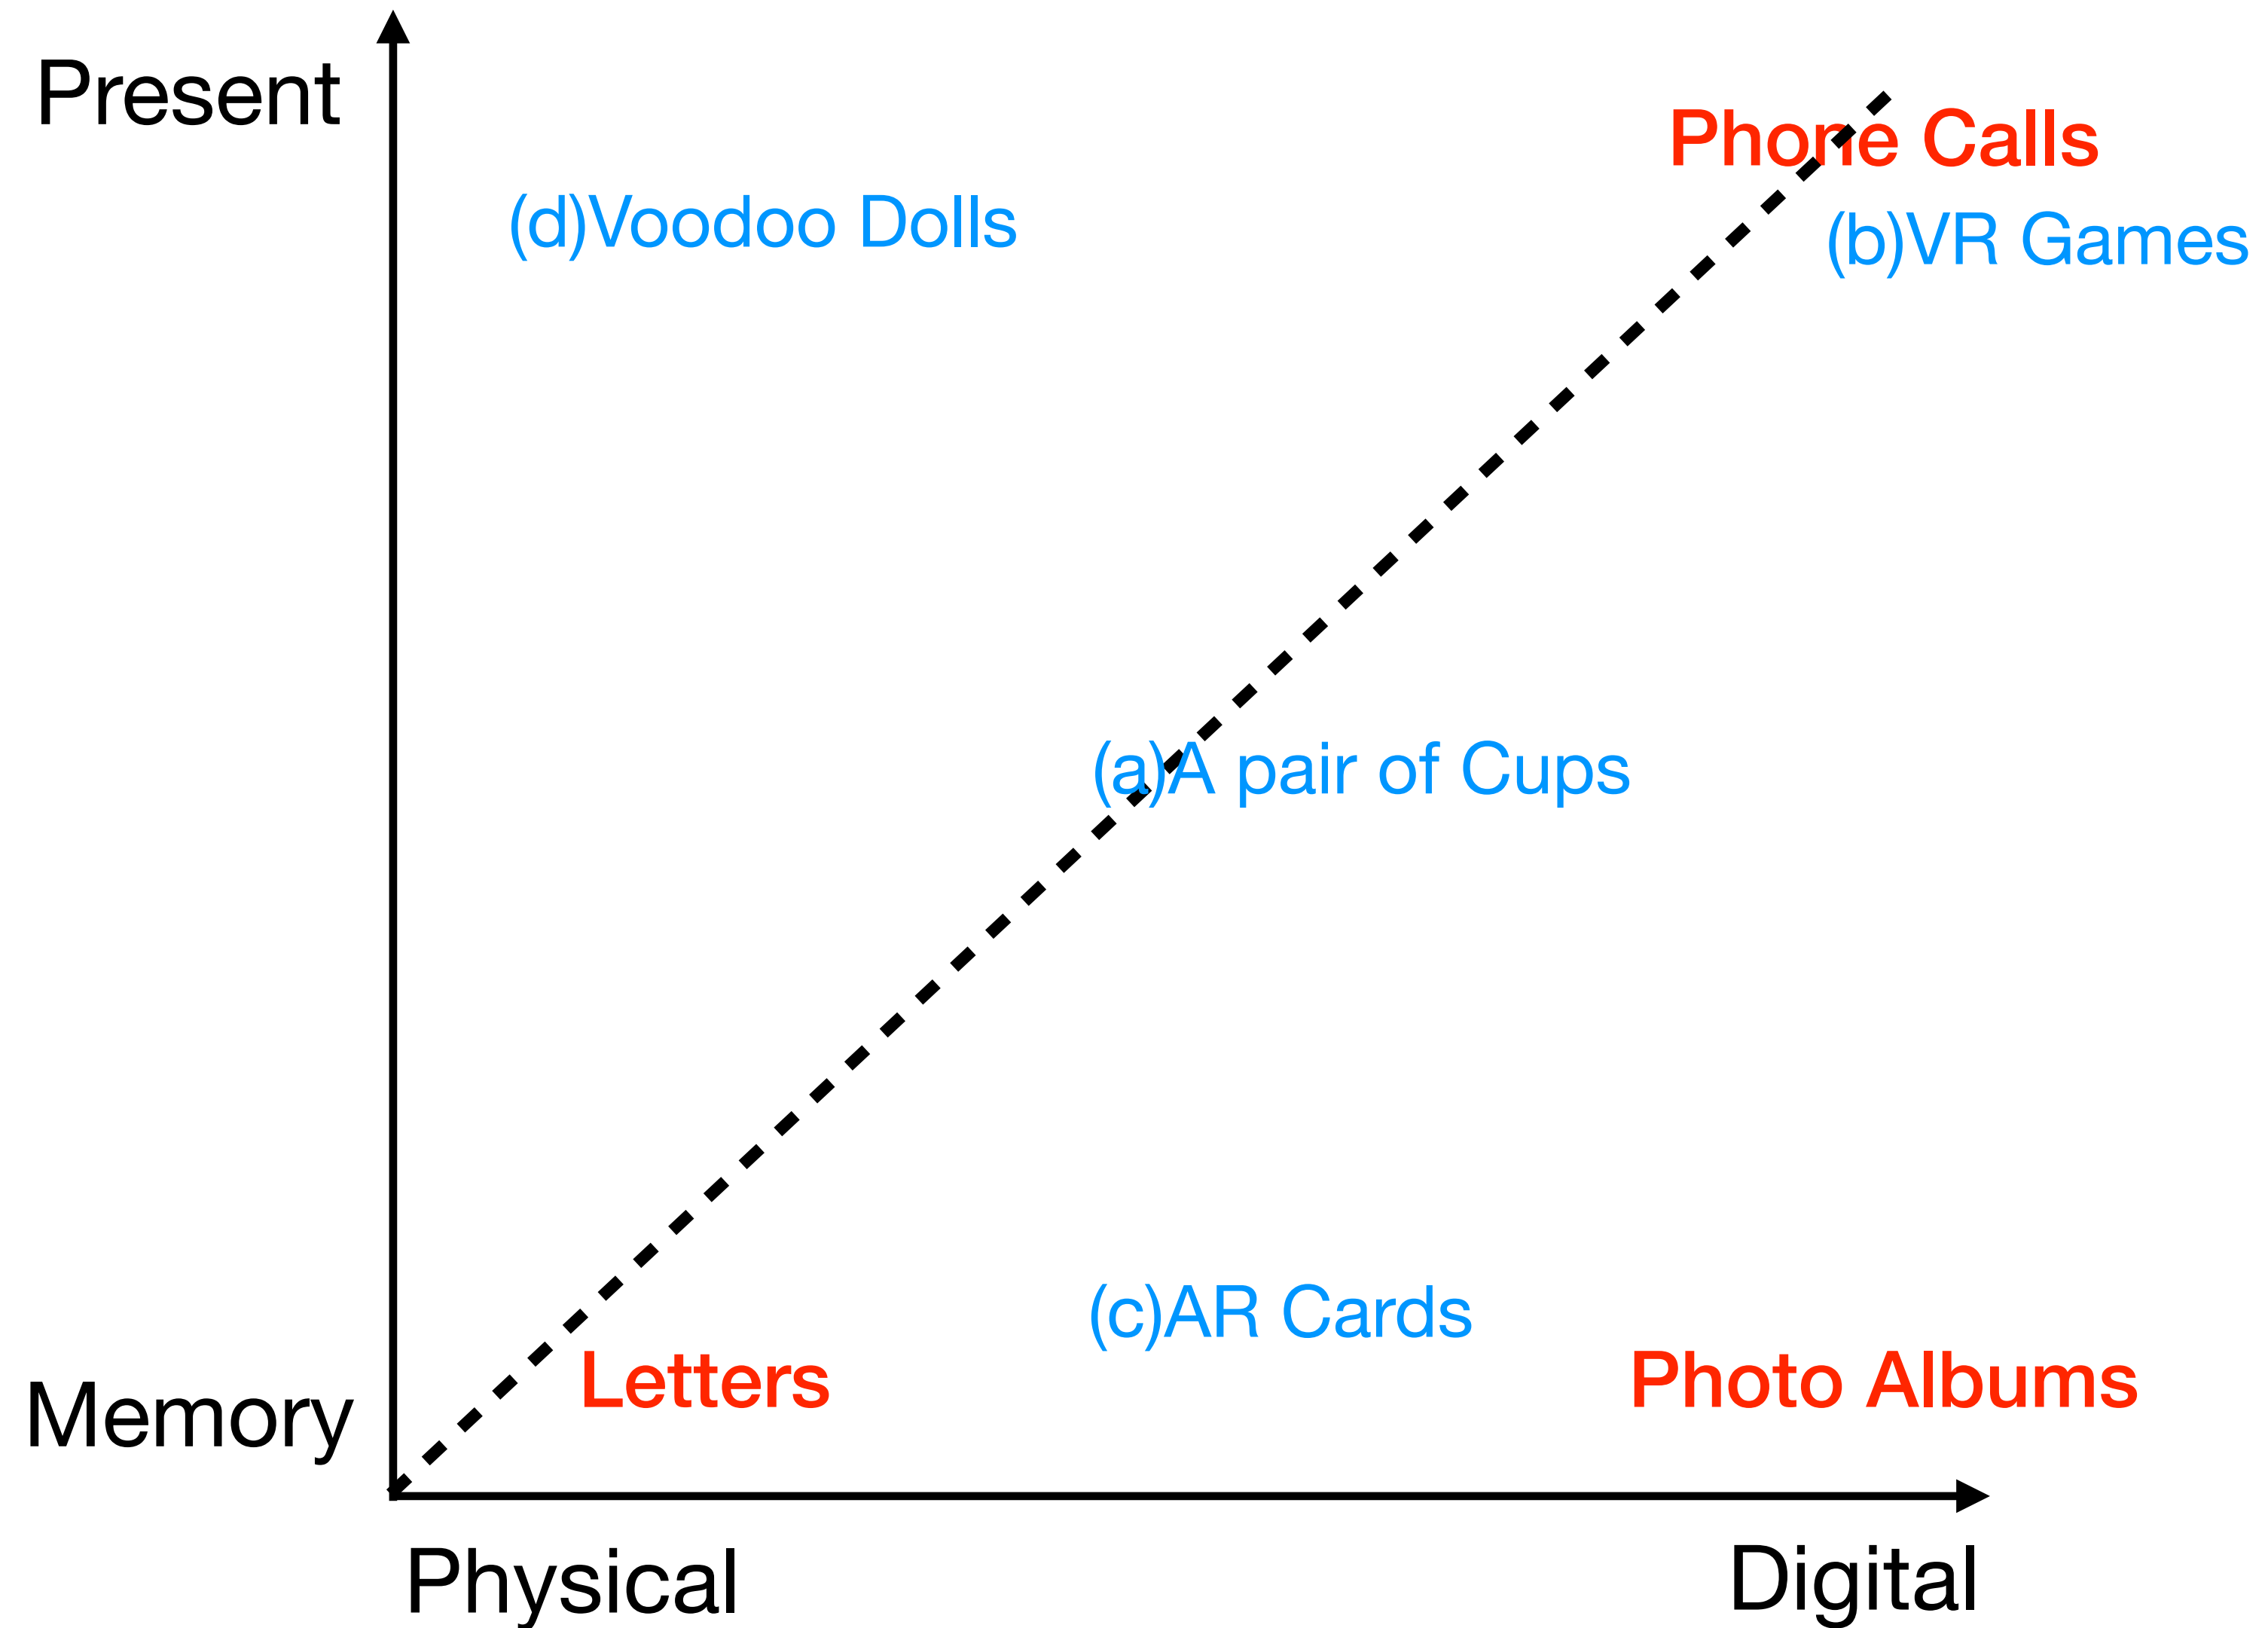 Present
Phone Calls
(d)Voodoo Dolls
(b)VR Games
(a)A pair of Cups
(c)AR Cards
Letters
Photo Albums
Memory
Physical
Digital